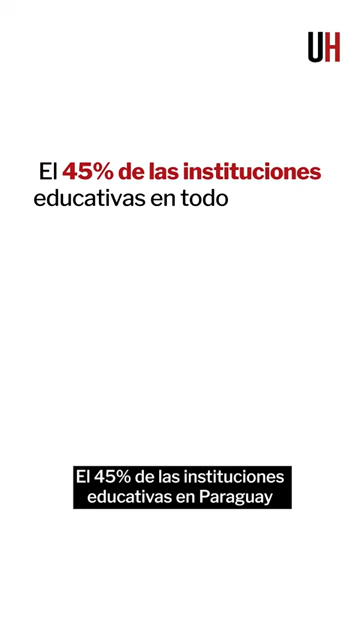 UH
El 45% de las instituciones
educativas en todo
El 45% de las instituciones
educativas en Paraguay